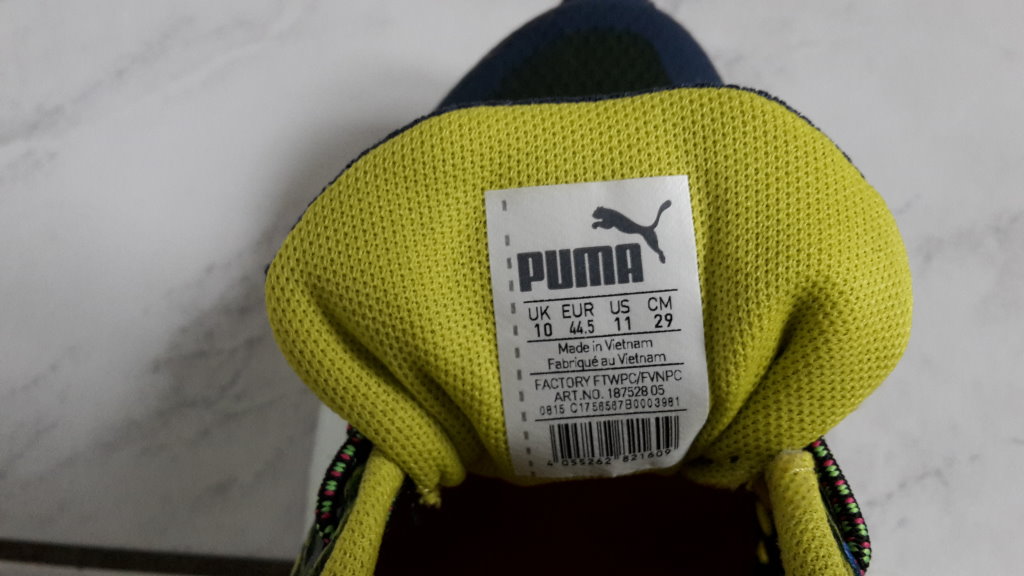 PUMA
UK EUR US CM
10 44.5 11 29
Made in Vietnam
Fabriqué au Vietnam
FACTORY FTWPC/FVNPC
ART.NO. 187528 05
0815 C1758567B0003981
4 055262 821609